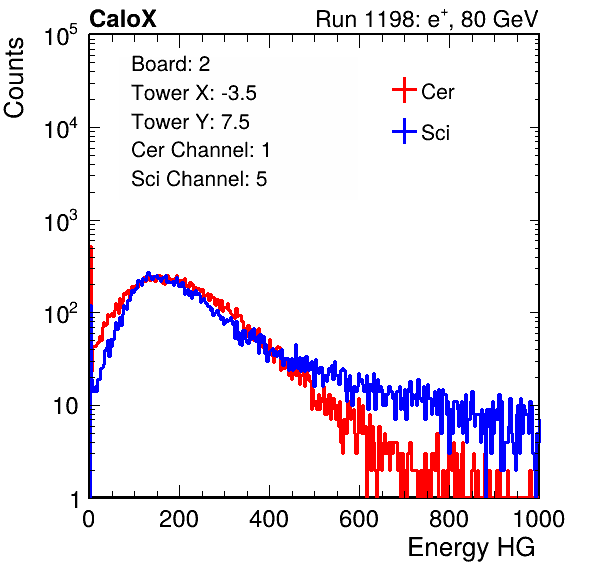 CaloX Run 1198: e⁺, 80 GeV
Counts
Board: 2
Tower X: -3.5
Tower Y: 7.5
Cer Channel: 1
Sci Channel: 5
Cer
Sci
10⁵
10⁴
10³
10²
10
1
0 200 400 600 800 1000
Energy HG